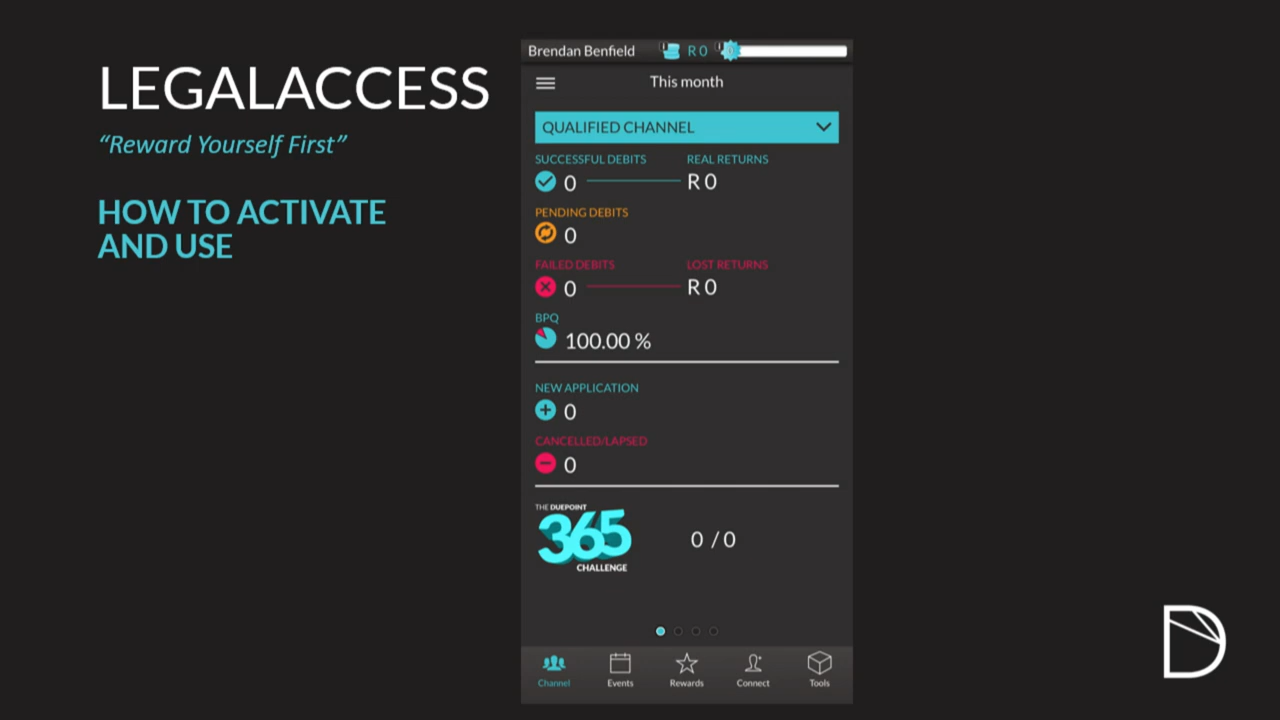 LEGALACCESS
“Reward Yourself First”
HOW TO ACTIVATE
AND USE
Brendan Benfield R 0
This month
QUALIFIED CHANNEL
SUCCESSFUL DEBITS REAL RETURNS
0 R 0
PENDING DEBITS
0
FAILED DEBITS LOST RETURNS
0 R 0
BPQ
100.00 %
NEW APPLICATION
0
CANCELLED/LAPSED
0
THE DUEPOINT
365
CHALLENGE
0 / 0
Channel Events Rewards Connect Tools